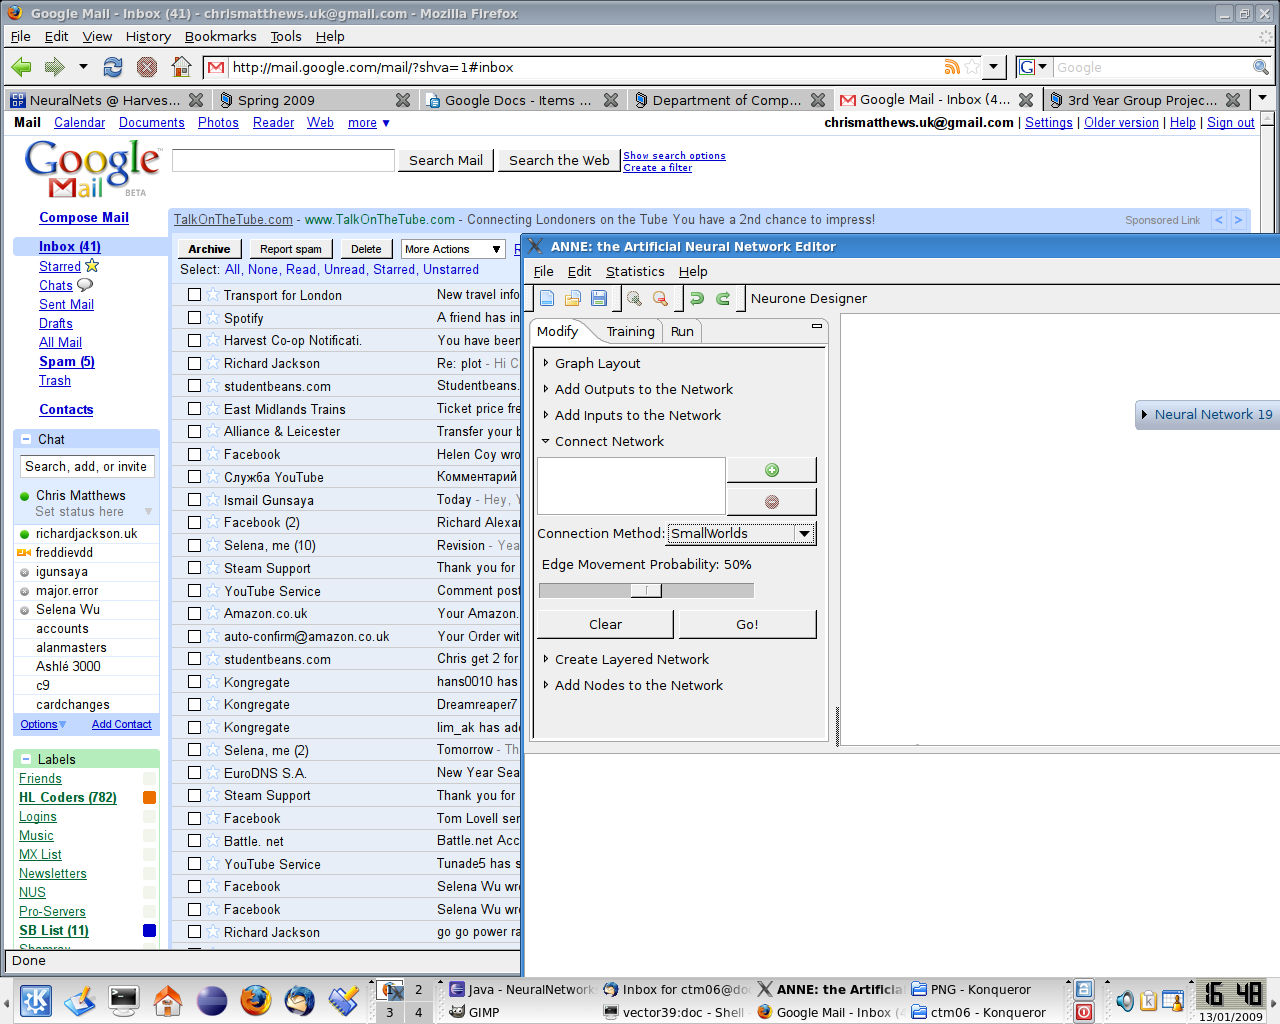 Google Mail - Inbox (41) - chrismatthews.uk@gmail.com - Mozilla Firefox
File Edit View History Bookmarks Tools Help
http://mail.google.com/mail/?shva=1#inbox
G Google
NeuralNets @ Harves... Spring 2009 Google Docs - Items ... Department of Comp... Google Mail - Inbox (4... 3rd Year Group Projec...
Mail Calendar Documents Photos Reader Web more ▼
chrismatthews.uk@gmail.com | Settings | Older version | Help | Sign out
Google Mail BETA
Search Mail Search the Web Show search options
Create a filter
Compose Mail
Inbox (41)
Starred
Chats
Sent Mail
Drafts
All Mail
Spam (5)
Trash
Contacts
Chat
Search, add, or invite
Chris Matthews
Set status here
richardjackson.uk
freddievdd
igunsaya
major.error
Selena Wu
accounts
alanmasters
Ashlé 3000
c9
cardchanges
Options Add Contact
Labels
Friends
HL Coders (782)
Logins
Music
MX List
Newsletters
NUS
Pro-Servers
SB List (11)
TalkOnTheTube.com - www.TalkOnTheTube.com - Connecting Londoners on the Tube You have a 2nd chance to impress! Sponsored Link < >
Archive Report spam Delete More Actions
Select: All, None, Read, Unread, Starred, Unstarred
Transport for London New travel info
Spotify A friend has in
Harvest Co-op Notificati. You have been
Richard Jackson Re: plot - Hi C
studentbeans.com Studentbeans.
East Midlands Trains Ticket price fre
Alliance & Leicester Transfer your b
Facebook Helen Coy wro
Служба YouTube Комментарий
Ismail Gunsaya Today - Hey, Y
Facebook (2) Richard Alexa
Selena, me (10) Revision - Yea
Steam Support Thank you for
YouTube Service Comment post
Amazon.co.uk Your Amazon.
auto-confirm@amazon.co.uk Your Order wit
studentbeans.com Chris get 2 for
Kongregate hans0010 has
Kongregate Dreamreaper7
Kongregate lim_ak has add
Selena, me (2) Tomorrow - Th
EuroDNS S.A. New Year Sea
Steam Support Thank you for
Facebook Tom Lovell sen
Battle. net Battle.net Acc
YouTube Service Tunade5 has s
Facebook Selena Wu wro
Facebook Selena Wu wro
Richard Jackson go go power ra
ANNE: the Artificial Neural Network Editor
File Edit Statistics Help
Neurone Designer
Modify Training Run
Graph Layout
Add Outputs to the Network
Add Inputs to the Network
Connect Network
Connection Method: SmallWorlds
Edge Movement Probability: 50%
Clear Go!
Create Layered Network
Add Nodes to the Network
Neural Network 19
Done
2
3 4
Java - NeuralNetwork Inbox for ctm06@doc ANNE: the Artificial PNG - Konqueror
GIMP vector39:doc - Shell Google Mail - Inbox (4 ctm06 - Konqueror
16 48
13/01/2009